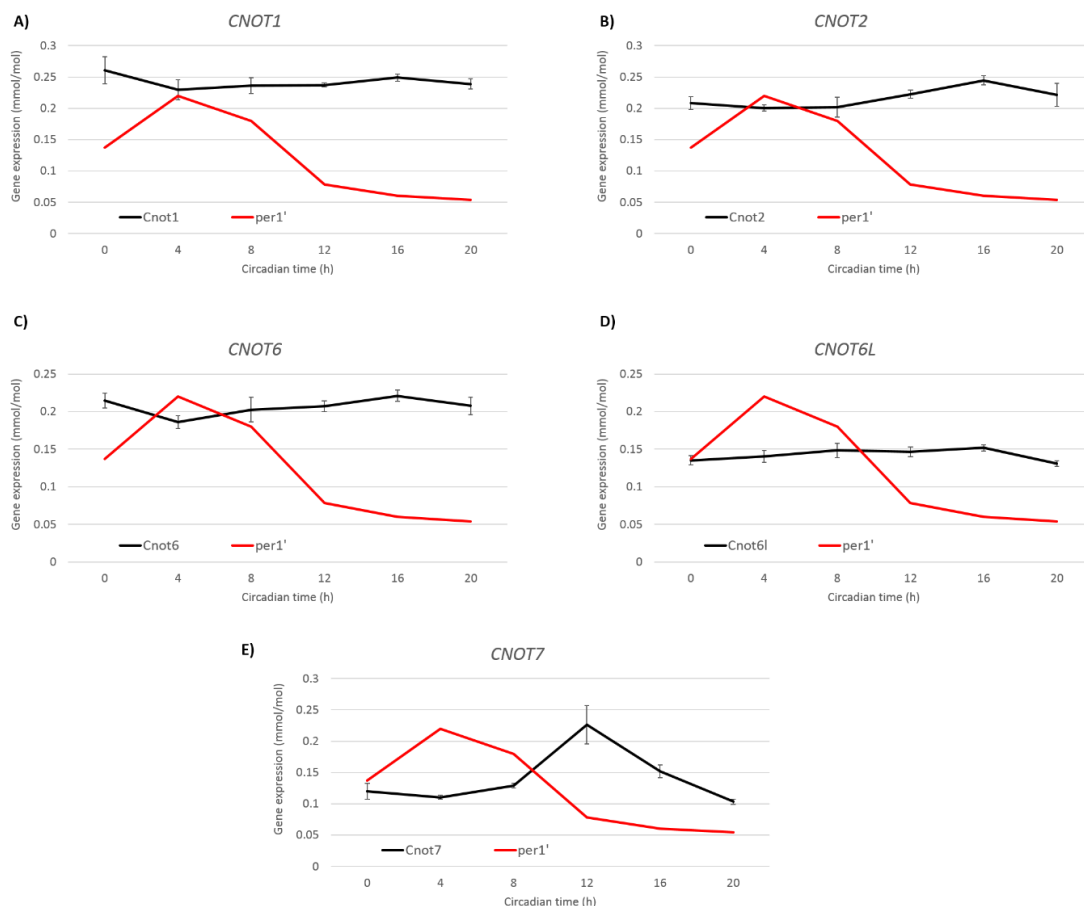 A)
CNOT1
Gene expression (mmol/mol)
0.3
0.25
0.2
0.15
0.1
0.05
0
Cnot1 per1'
0 4 8 12 16 20
Circadian time (h)
B)
CNOT2
Gene expression (mmol/mol)
0.3
0.25
0.2
0.15
0.1
0.05
0
Cnot2 per1'
0 4 8 12 16 20
Circadian time (h)
C)
CNOT6
Gene expression (mmol/mol)
0.25
0.2
0.15
0.1
0.05
0
Cnot6 per1'
0 4 8 12 16 20
Circadian time (h)
D)
CNOT6L
Gene expression (mmol/mol)
0.25
0.2
0.15
0.1
0.05
0
Cnot6l per1'
0 4 8 12 16 20
Circadian time (h)
E)
CNOT7
Gene expression (mmol/mol)
0.3
0.25
0.2
0.15
0.1
0.05
0
Cnot7 per1'
0 4 8 12 16 20
Circadian time (h)